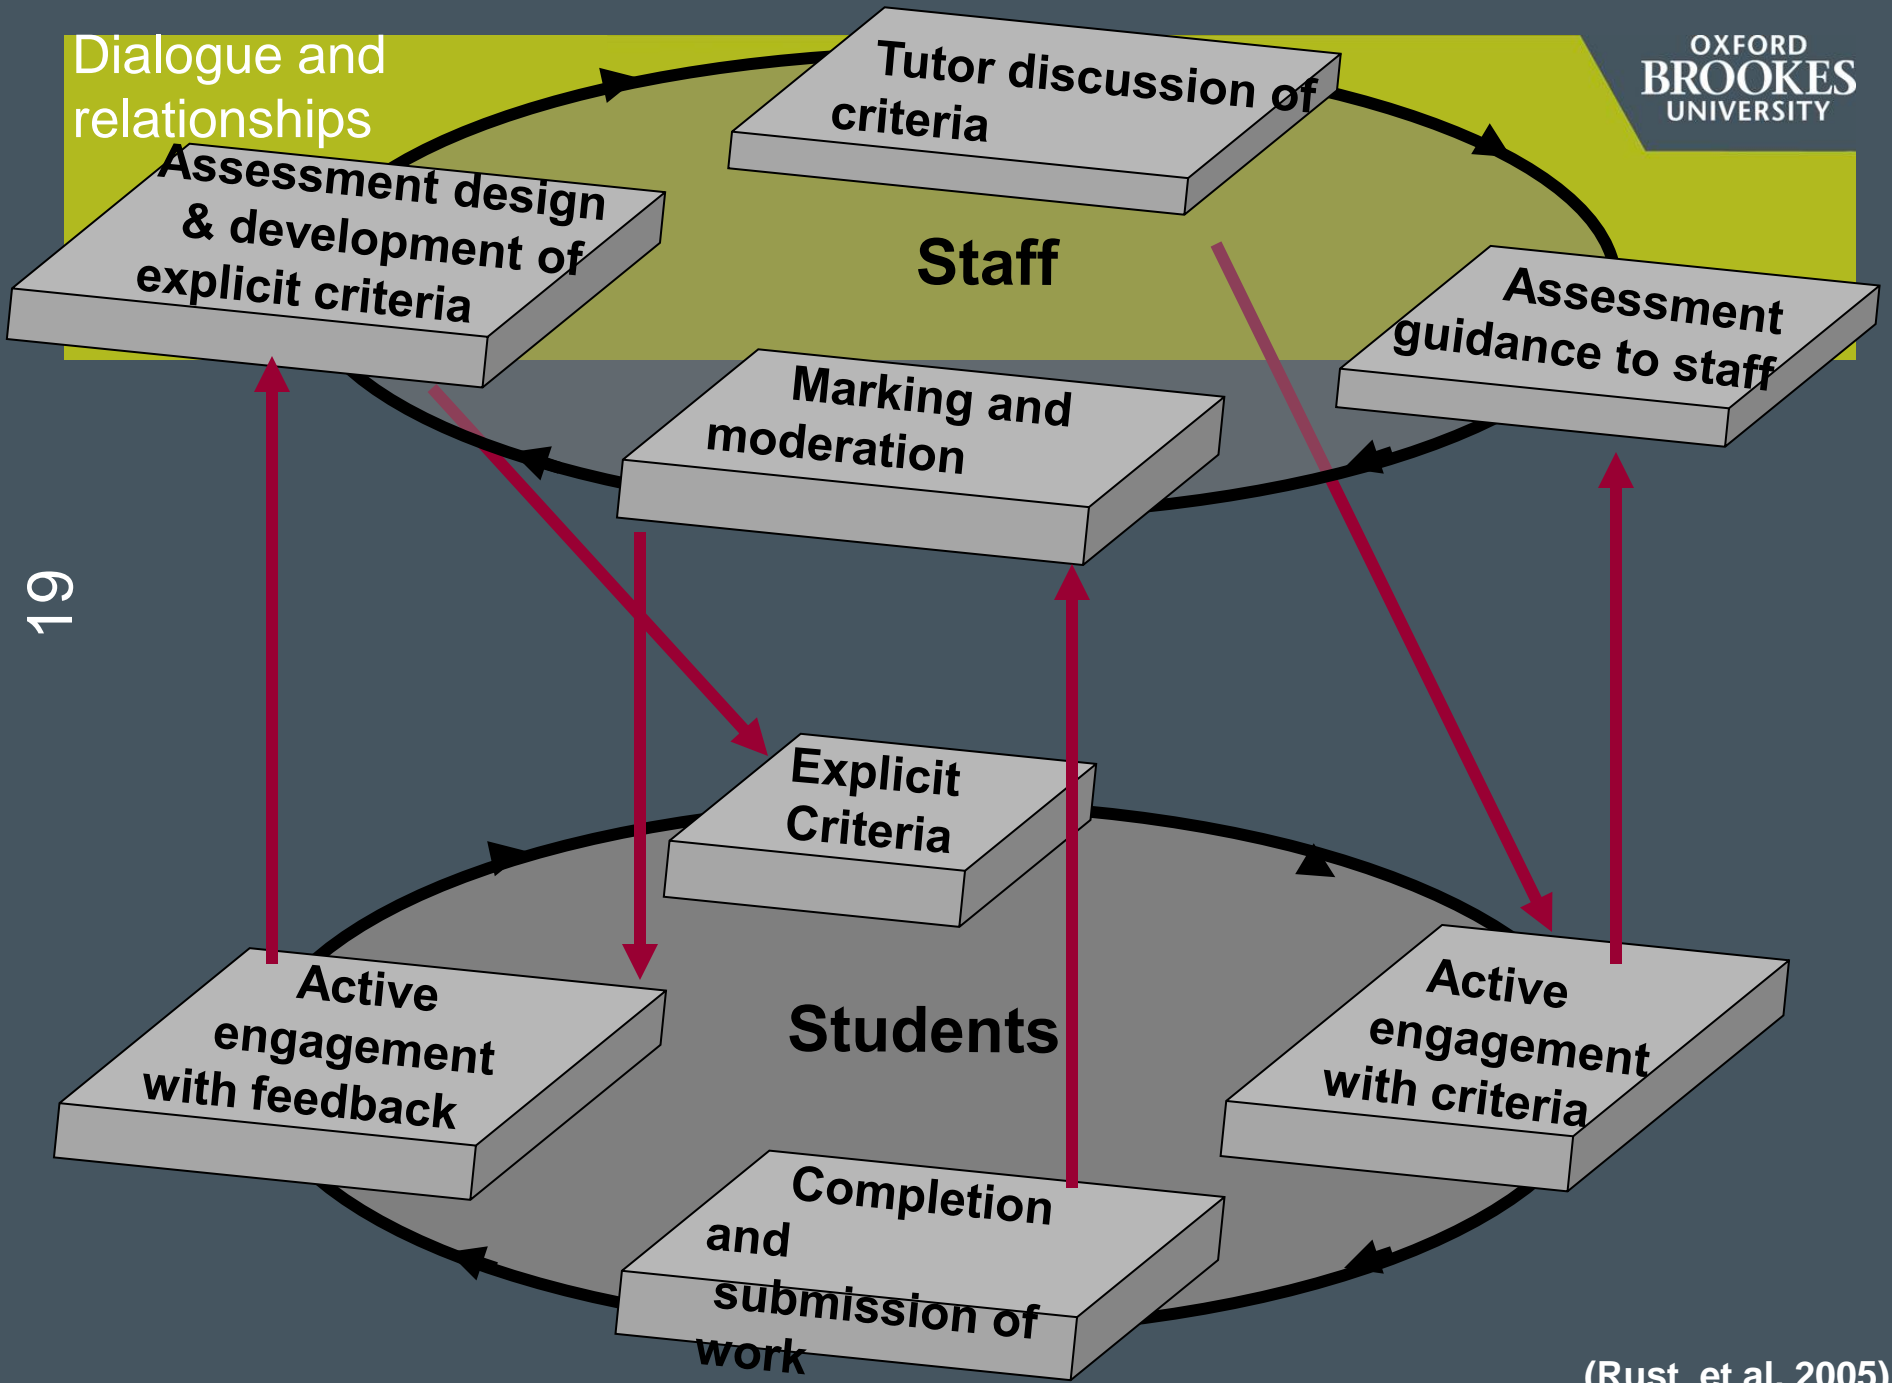 Dialogue and
relationships
OXFORD
BROOKES
UNIVERSITY
Tutor discussion of
criteria
Assessment design
& development of
explicit criteria
Staff
Assessment
guidance to staff
Marking and
moderation
19
Explicit
Criteria
Active
engagement
with feedback
Students
Active
engagement
with criteria
Completion
and
submission of
work
(Rust et al, 2005)